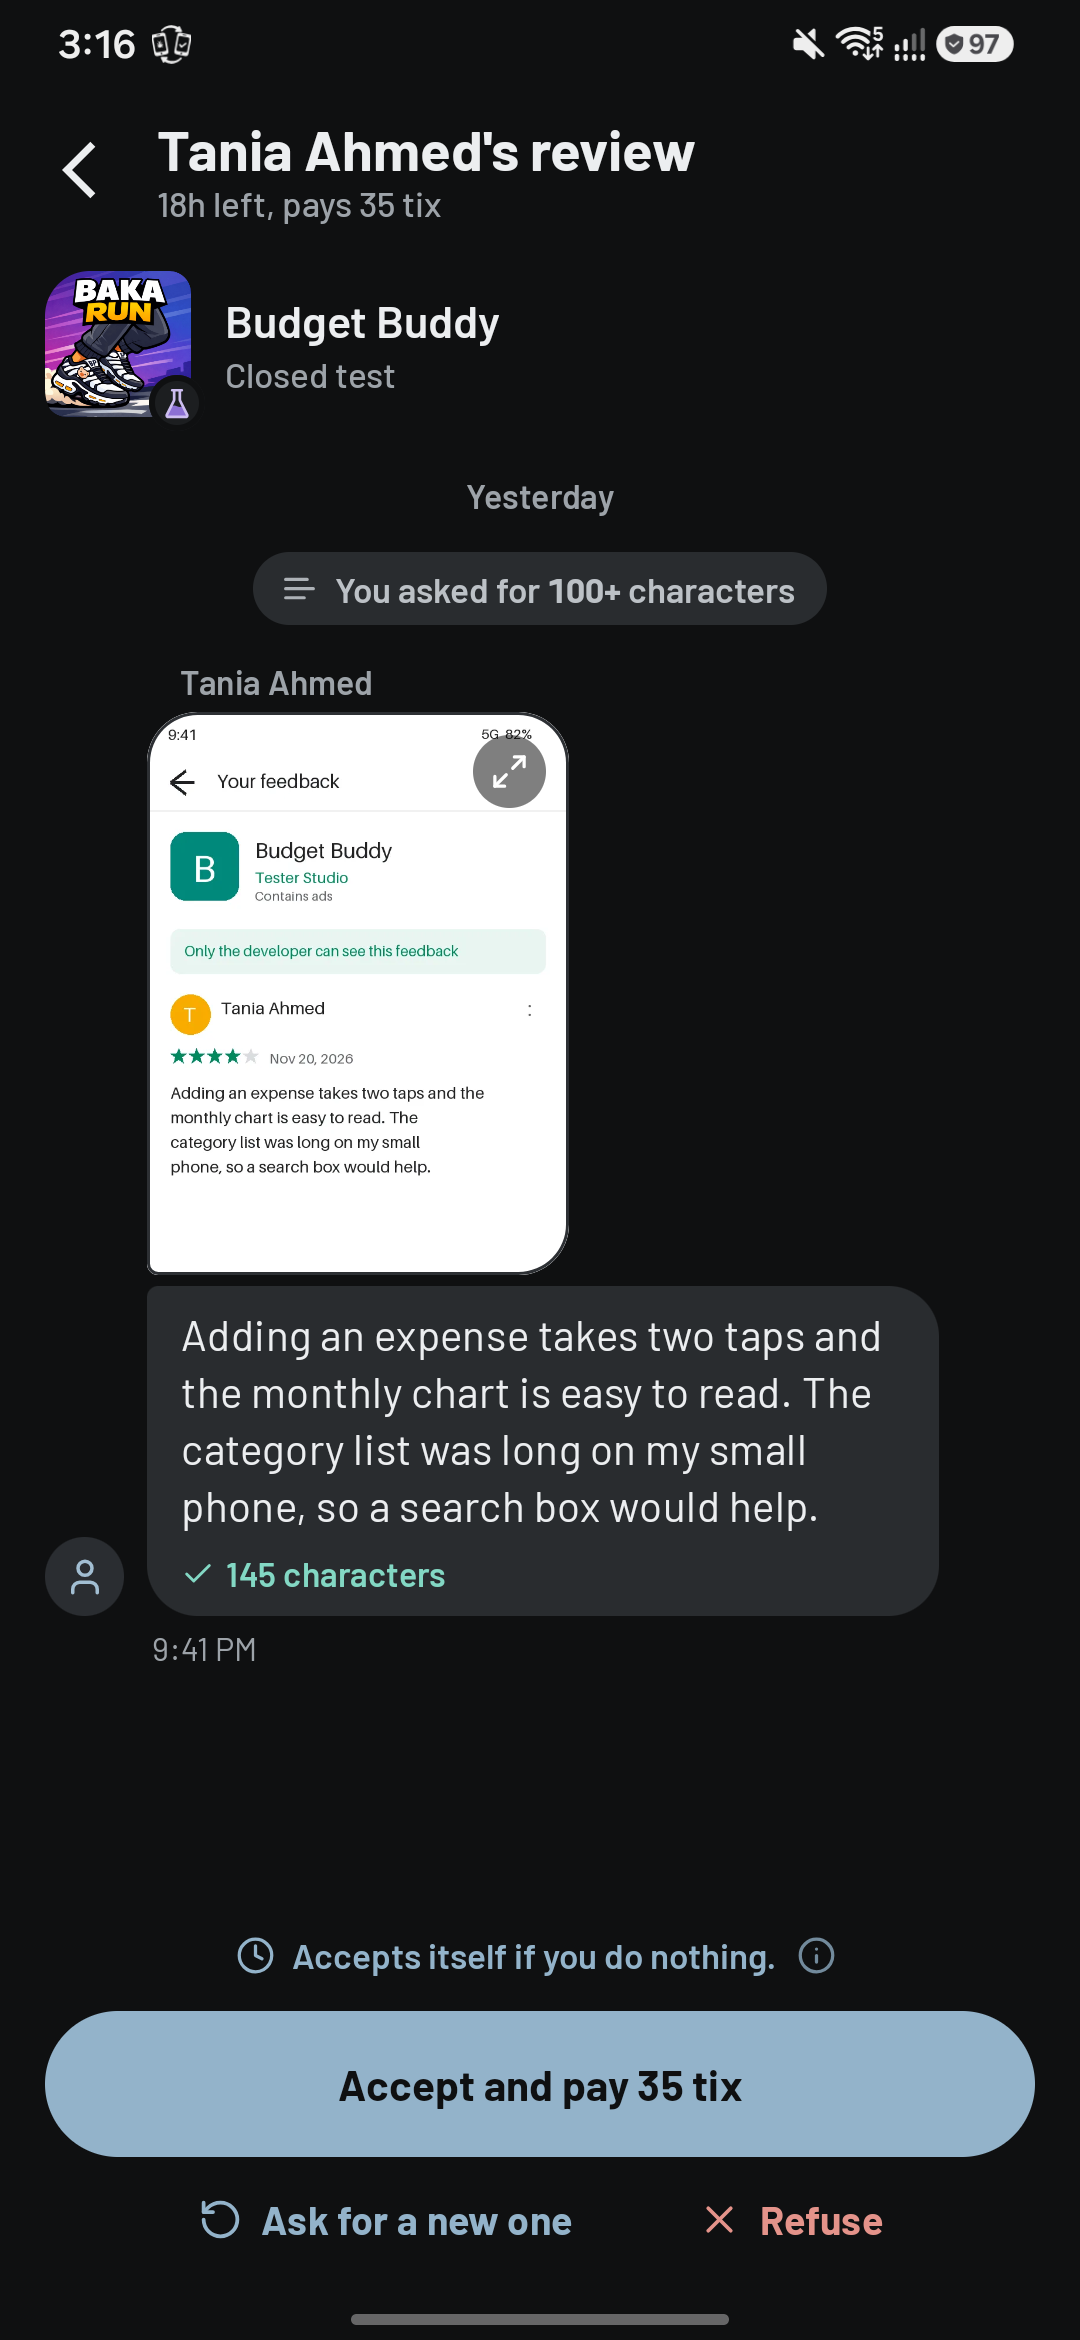 3:16
5
97
Tania Ahmed's review
18h left, pays 35 tix
BAKA
RUN
Budget Buddy
Closed test
Yesterday
You asked for 100+ characters
Tania Ahmed
9:41
5G 82%
Your feedback
B
Budget Buddy
Tester Studio
Contains ads
Only the developer can see this feedback
T
Tania Ahmed
Nov 20, 2026
Adding an expense takes two taps and the
monthly chart is easy to read. The
category list was long on my small
phone, so a search box would help.
Adding an expense takes two taps and
the monthly chart is easy to read. The
category list was long on my small
phone, so a search box would help.
145 characters
9:41 PM
Accepts itself if you do nothing.
Accept and pay 35 tix
Ask for a new one
Refuse